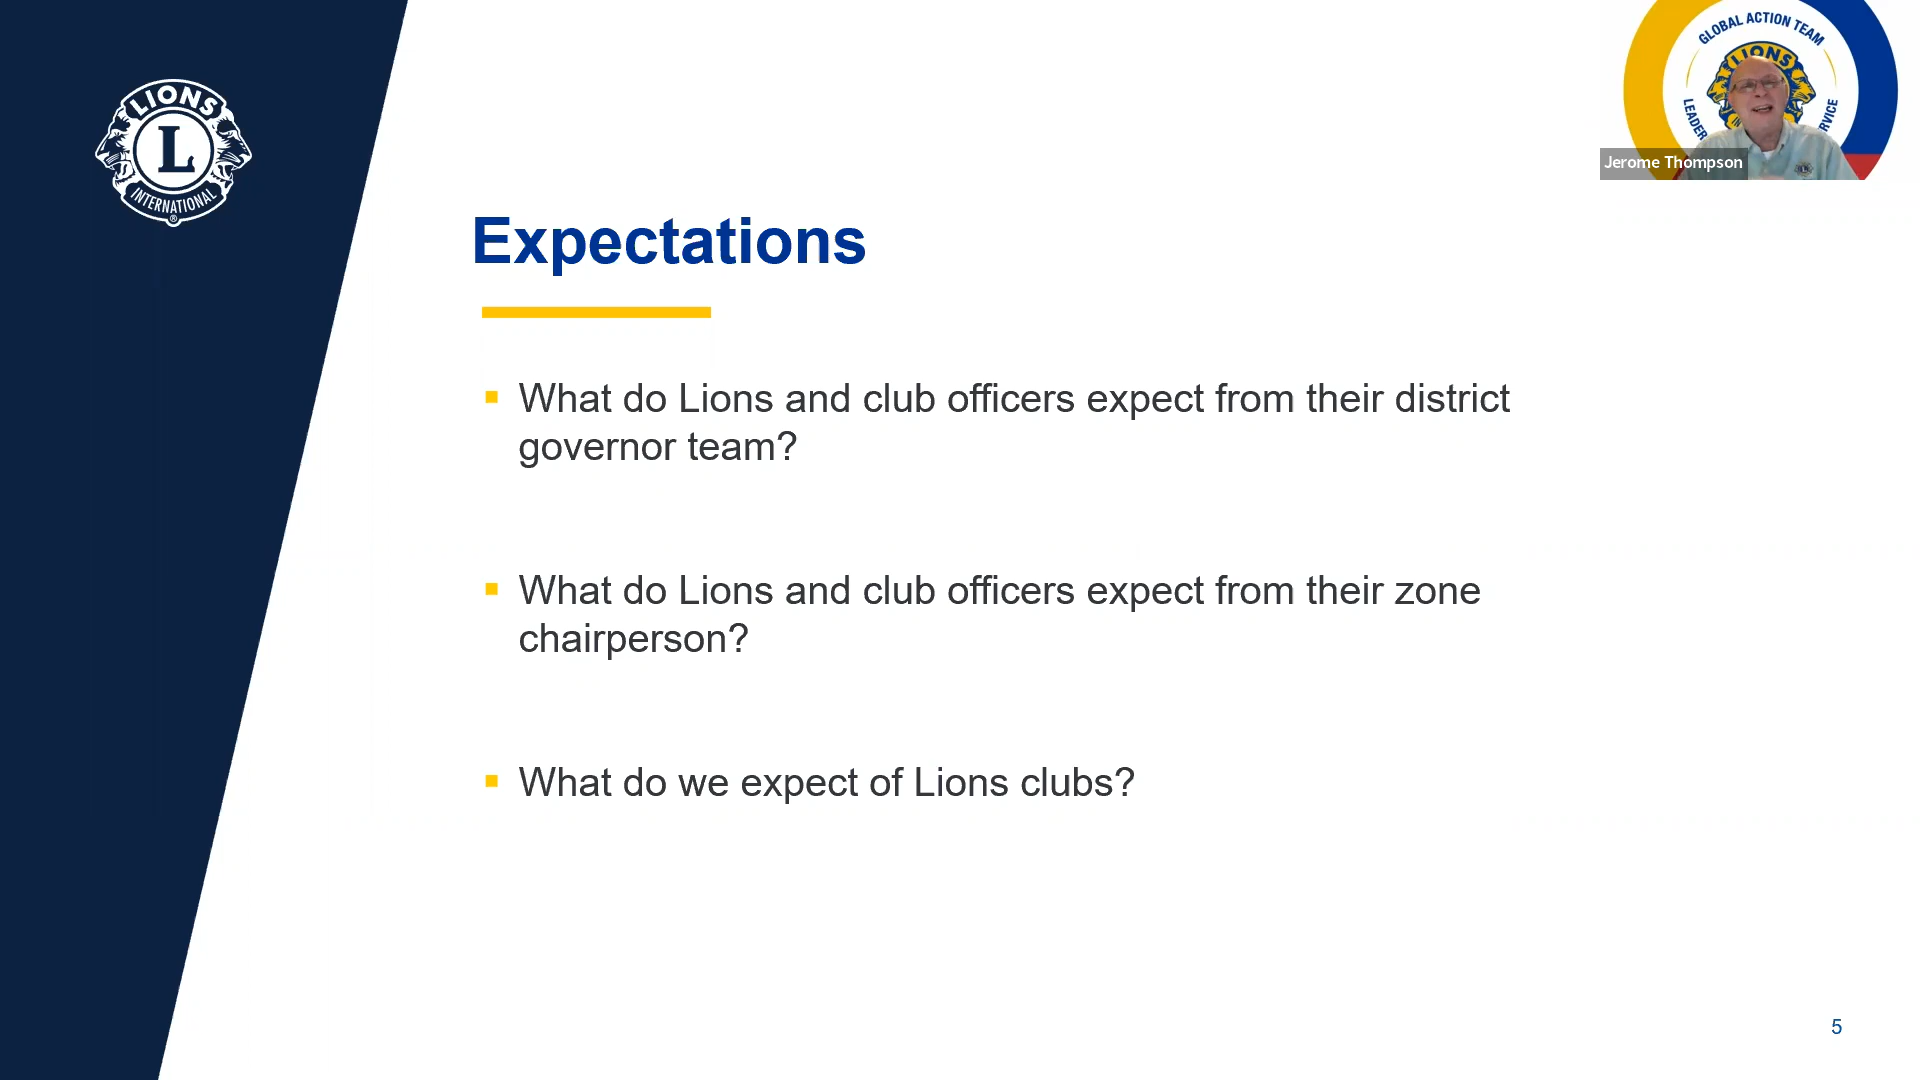 LIONS
L
INTERNATIONAL
®
GLOBAL ACTION TEAM
LIONS
Jerome Thompson
Expectations
What do Lions and club officers expect from their district
governor team?
What do Lions and club officers expect from their zone
chairperson?
What do we expect of Lions clubs?
5